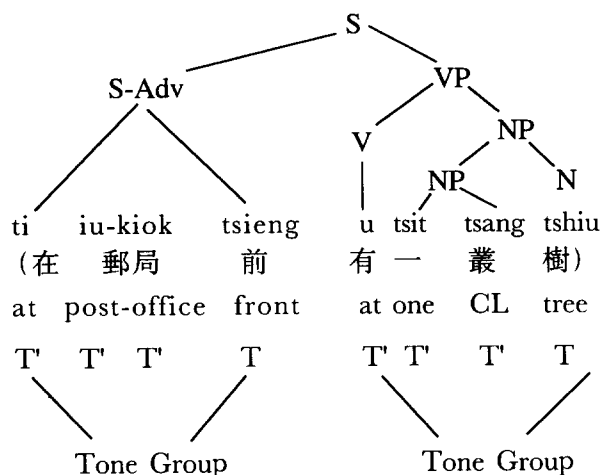 S
S-Adv VP
V NP
NP N
ti iu-kiok tsieng u tsit tsang tshiu
(在 郵局 前 有 一 叢 樹)
at post-office front at one CL tree
T' T' T' T T' T' T' T
Tone Group Tone Group